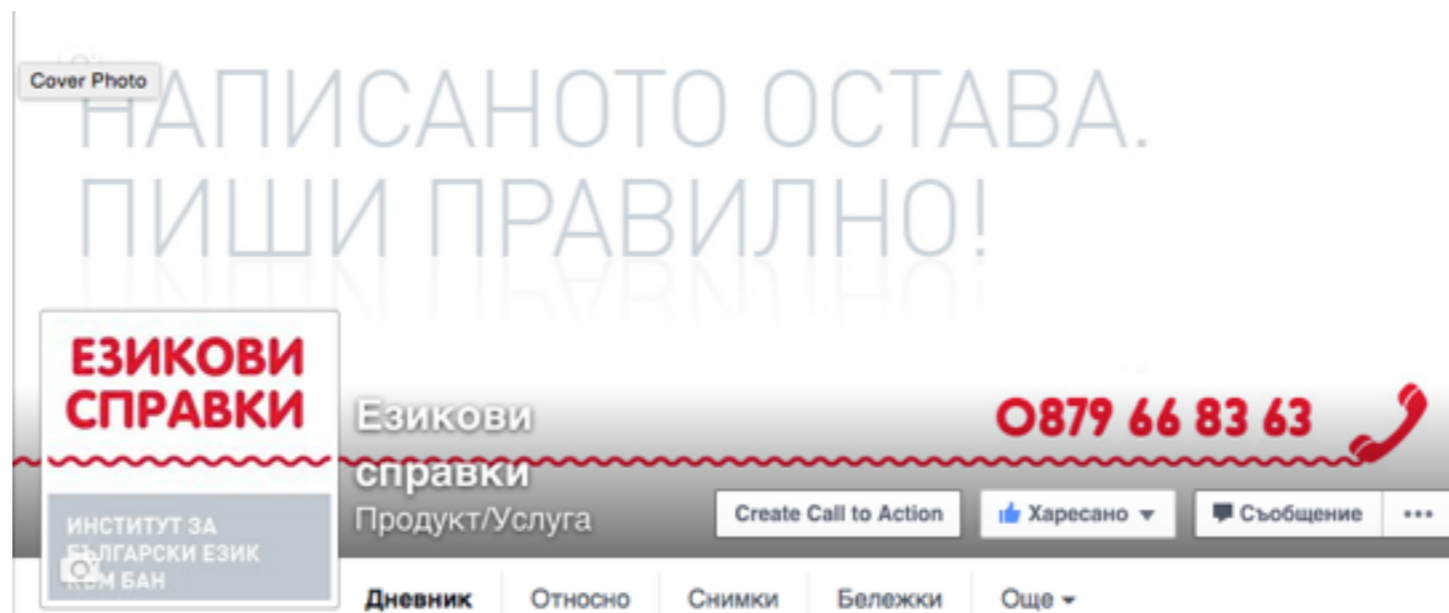 Cover Photo
НАПИСАНОТО ОСТАВА.
ПИШИ ПРАВИЛНО!
ЕЗИКОВИ
СПРАВКИ
ИНСТИТУТ ЗА
БЪЛГАРСКИ ЕЗИК
КЪМ БАН
Езикови
справки
Продукт/Услуга
0879 66 83 63
Create Call to Action
Харесано
Съобщение
Дневник Относно Снимки Бележки Още